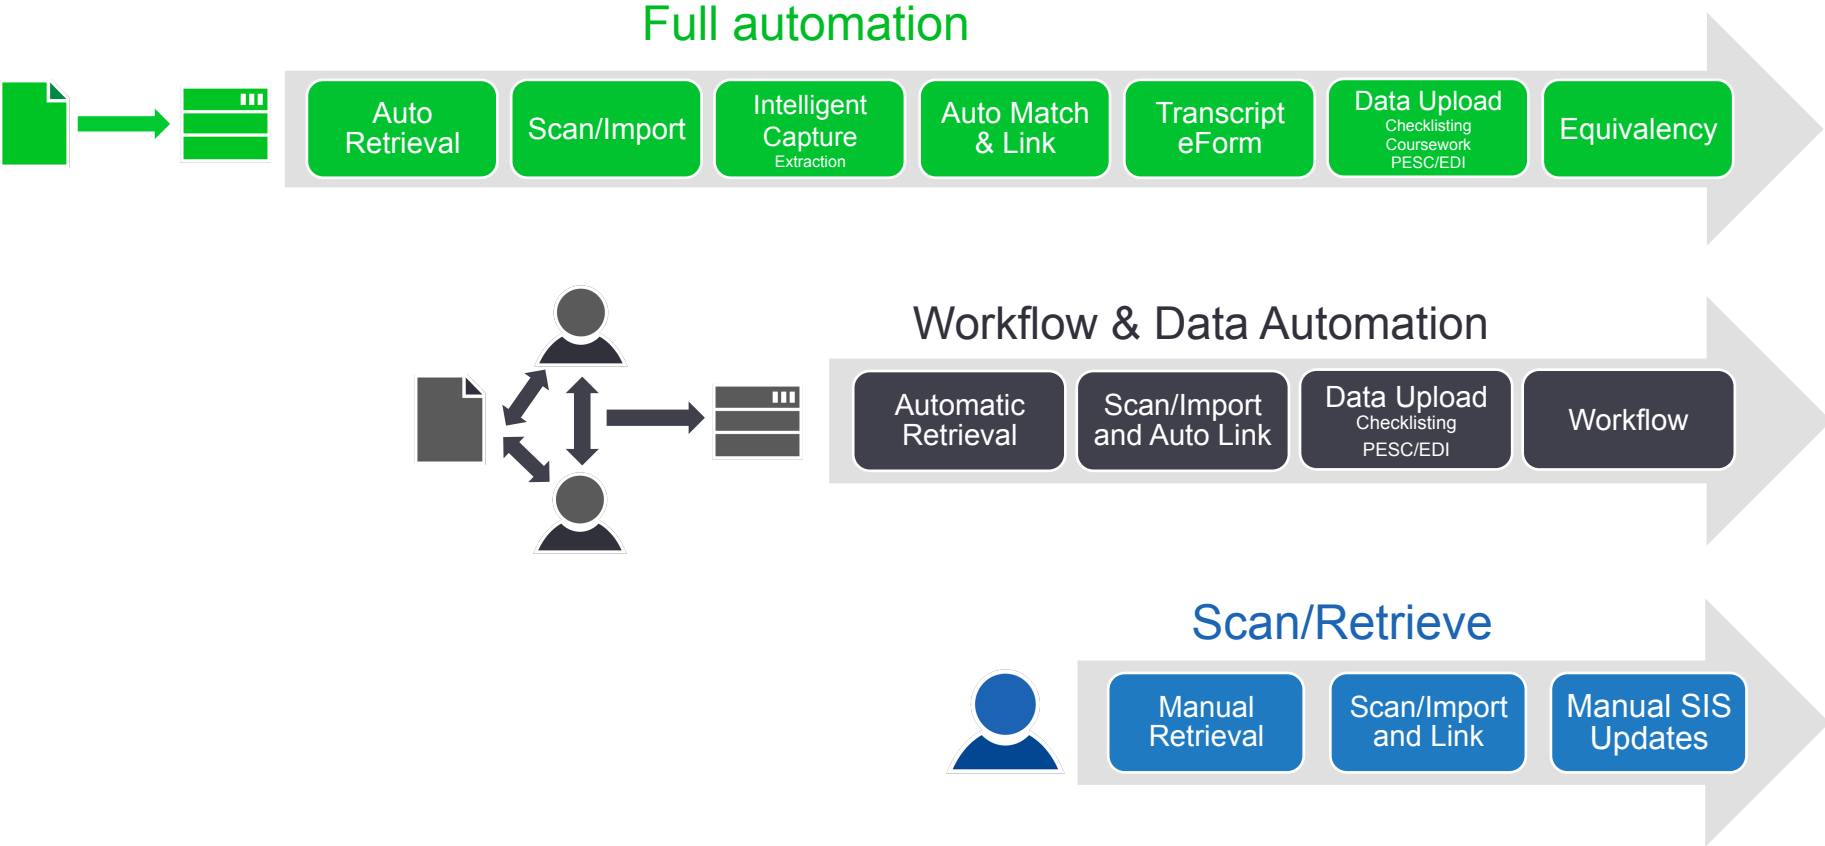 Full automation
Auto
Retrieval
Scan/Import
Intelligent
Capture
Extraction
Auto Match
& Link
Transcript
eForm
Data Upload
Checklisting
Coursework
PESC/EDI
Equivalency
Workflow & Data Automation
Automatic
Retrieval
Scan/Import
and Auto Link
Data Upload
Checklisting
PESC/EDI
Workflow
Scan/Retrieve
Manual
Retrieval
Scan/Import
and Link
Manual SIS
Updates